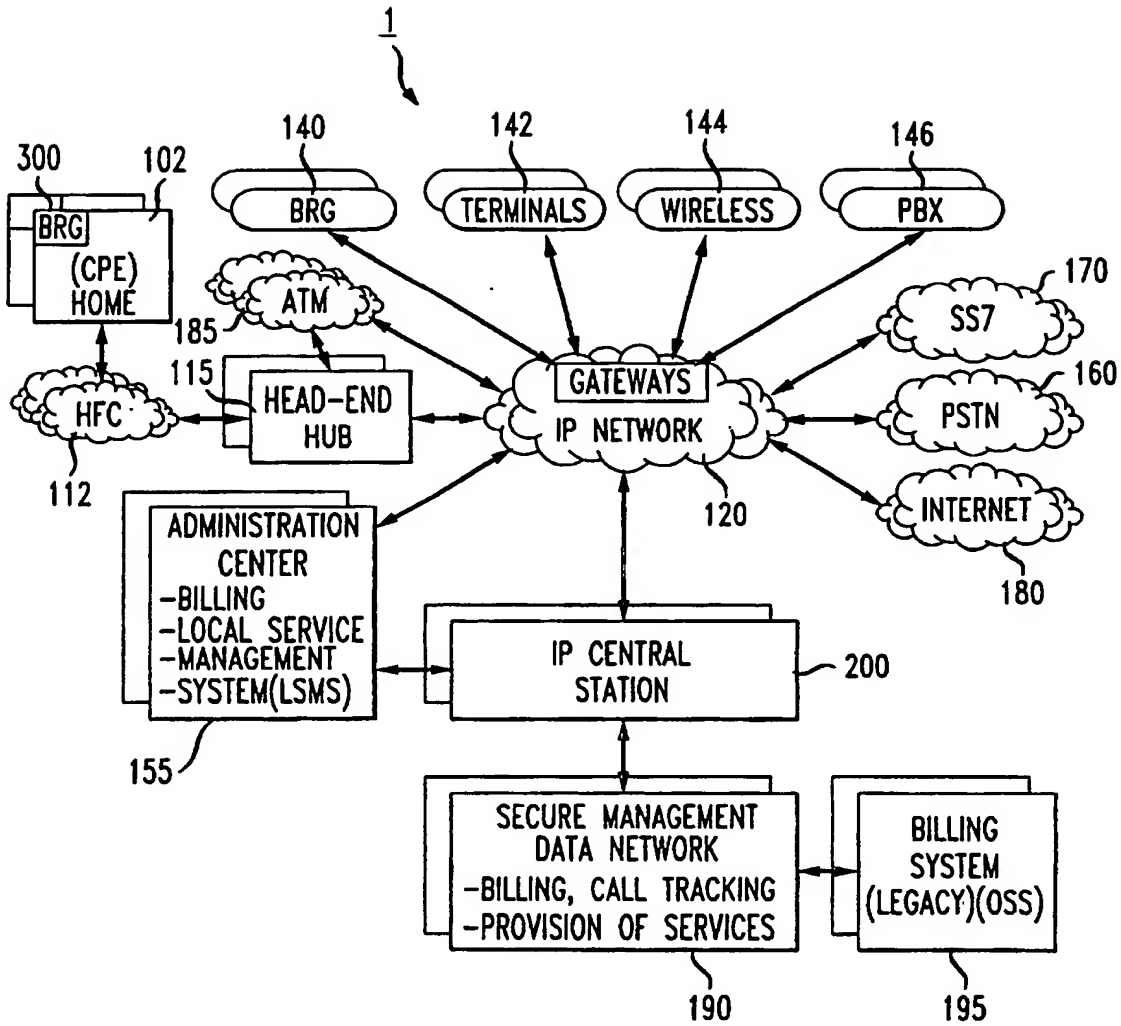 1
140
142
144
146
300
102
BRG
TERMINALS
WIRELESS
PBX
BRG
(CPE)
HOME
ATM
185
170
SS7
115
GATEWAYS
160
HFC
HEAD-END
HUB
IP NETWORK
PSTN
112
120
INTERNET
180
ADMINISTRATION
CENTER
-BILLING
-LOCAL SERVICE
-MANAGEMENT
-SYSTEM(LSMS)
IP CENTRAL
STATION
200
155
SECURE MANAGEMENT
DATA NETWORK
-BILLING, CALL TRACKING
-PROVISION OF SERVICES
BILLING
SYSTEM
(LEGACY)(OSS)
190
195